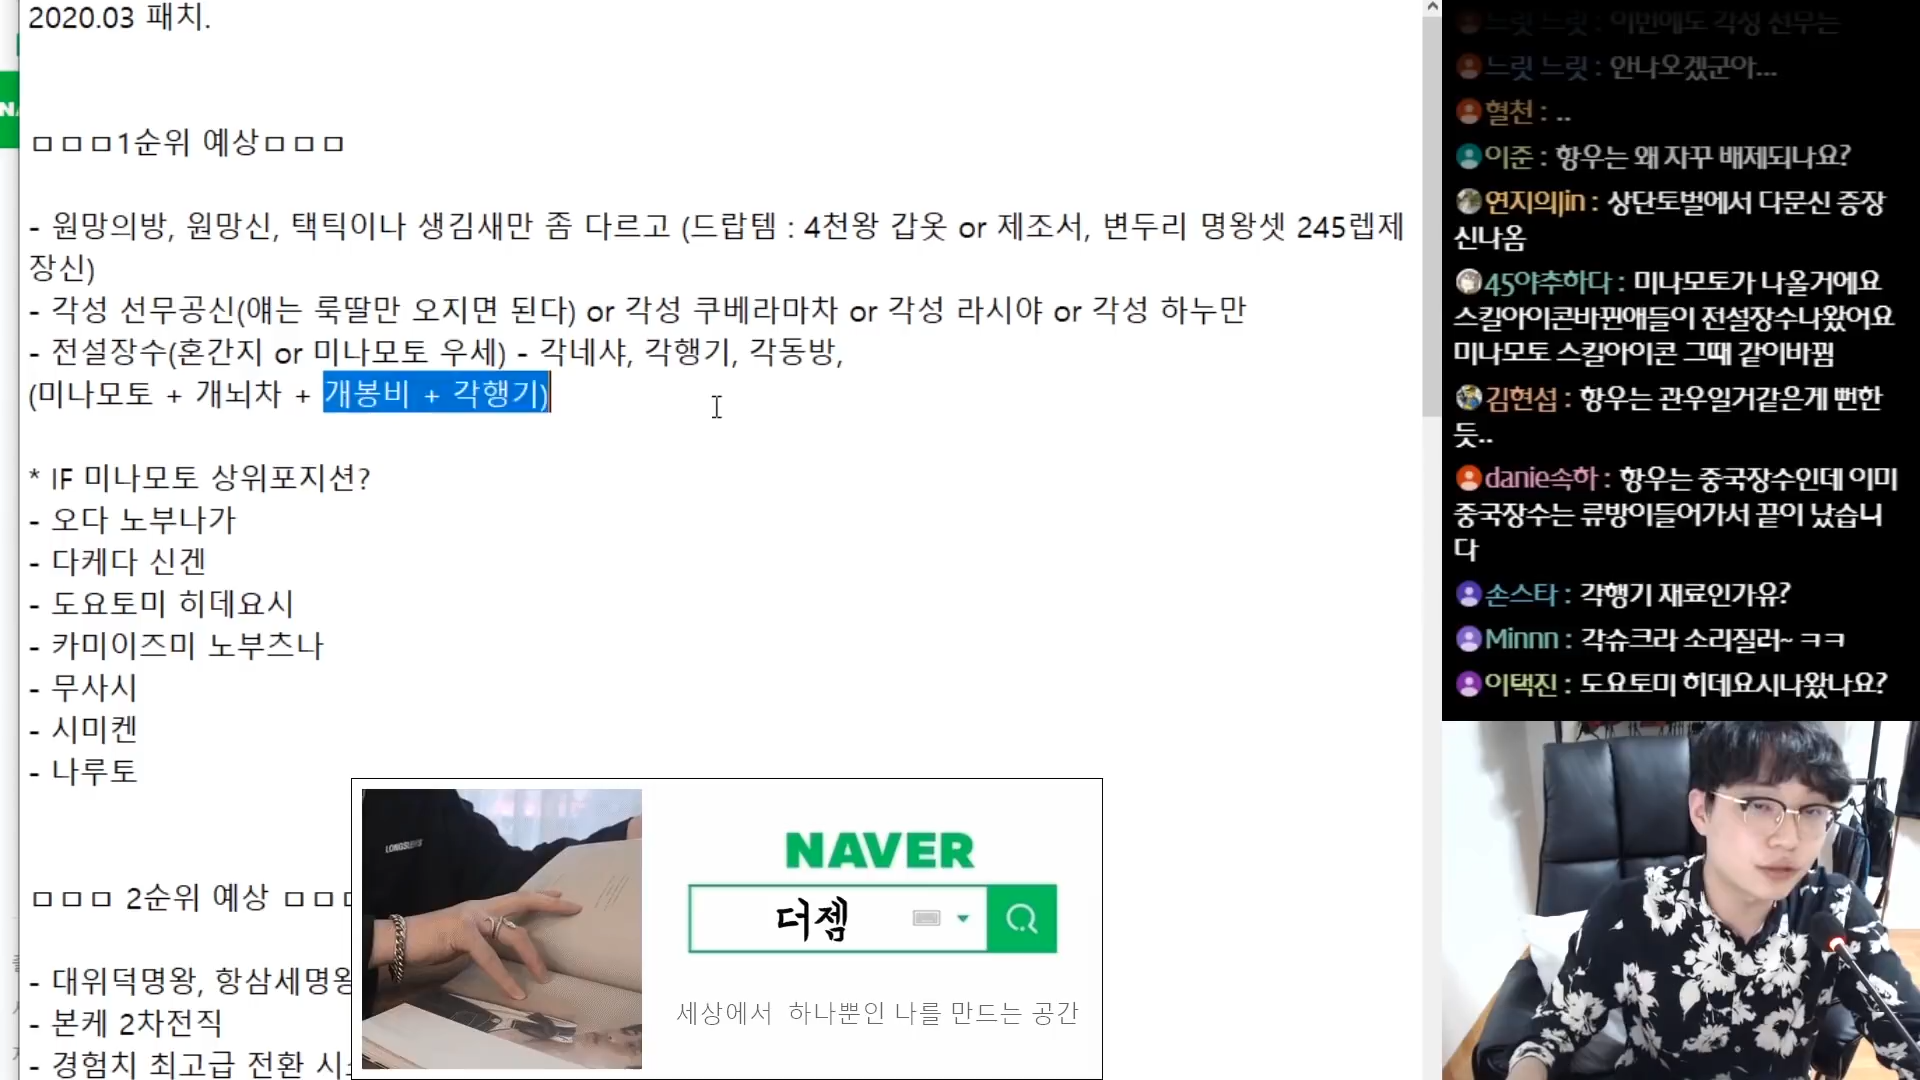 2020.03 패치.
ㅁㅁㅁ1순위 예상ㅁㅁㅁ
- 원망의방, 원망신, 택틱이나 생김새만 좀 다르고 (드랍템 : 4천왕 갑옷 or 제조서, 변두리 명왕셋 245렙제
장신)
- 각성 선무공신(얘는 룩딸만 오지면 된다) or 각성 쿠베라마차 or 각성 라시야 or 각성 하누만
- 전설장수(혼간지 or 미나모토 우세) - 각네샤, 각행기, 각동방,
(미나모토 + 개뇌차 + 개봉비 + 각행기)
* IF 미나모토 상위포지션?
- 오다 노부나가
- 다케다 신겐
- 도요토미 히데요시
- 카미이즈미 노부츠나
- 무사시
- 시미켄
- 나루토
ㅁㅁㅁ 2순위 예상 ㅁㅁㅁ
- 대위덕명왕, 항삼세명왕
- 본케 2차전직
- 경험치 최고급 전환 시
NAVER
더젬
세상에서 하나뿐인 나를 만드는 공간
느릿 느릿 : 이번에도 각성 선무는
느릿 느릿 : 안나오겠군아...
혈천 : ..
이준 : 항우는 왜 자꾸 배제되나요?
연지의jin : 상단토벌에서 다문신 증장
신나옴
45야추하다 : 미나모토가 나올거에요
스킬아이콘바뀐애들이 전설장수나왔어요
미나모토 스킬아이콘 그때 같이바뀜
김현섭 : 항우는 관우일거같은게 뻔한
듯..
danie속하 : 항우는 중국장수인데 이미
중국장수는 류방이들어가서 끝이 났습니
다
손스타 : 각행기 재료인가유?
Minnn : 각슈크라 소리질러~ ㅋㅋ
이택진 : 도요토미 히데요시나왔나요?